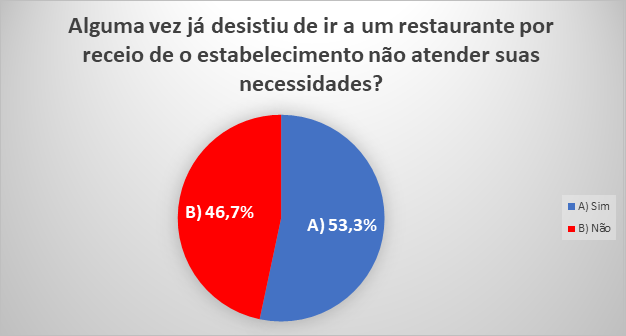 Alguma vez já desistiu de ir a um restaurante por
receio de o estabelecimento não atender suas
necessidades?
B) 46,7%
A) 53,3%
A) Sim
B) Não